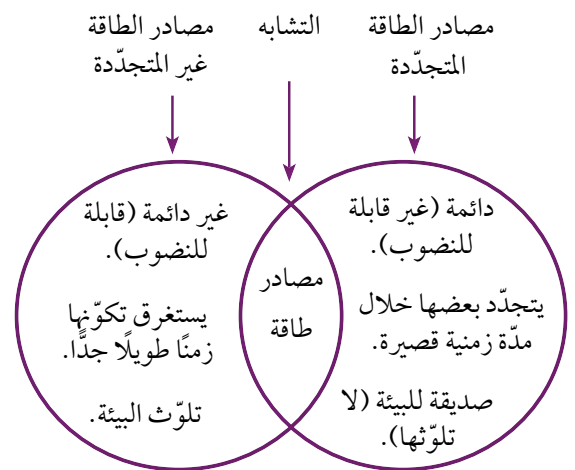 مصادر الطاقة
المتجدّدة
التشابه
مصادر الطاقة
غير المتجدّدة
دائمة (غير قابلة
للنضوب).
يتجدّد بعضها خلال
مدّة زمنية قصيرة.
صديقة للبيئة (لا
تلوّثها).
مصادر
طاقة
غير دائمة (قابلة
للنضوب).
يستغرق تكوّنها
زمنًا طويلًا جدًّا.
تلوّث البيئة.